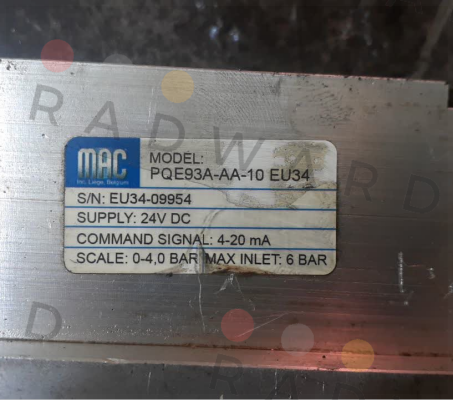 RADWARD
mac
Inc. Liege, Belgium
MODEL:
PQE93A-AA-10 EU34
S/N: EU34-09954
SUPPLY: 24V DC
COMMAND SIGNAL: 4-20 mA
SCALE: 0-4,0 BAR MAX INLET: 6 BAR